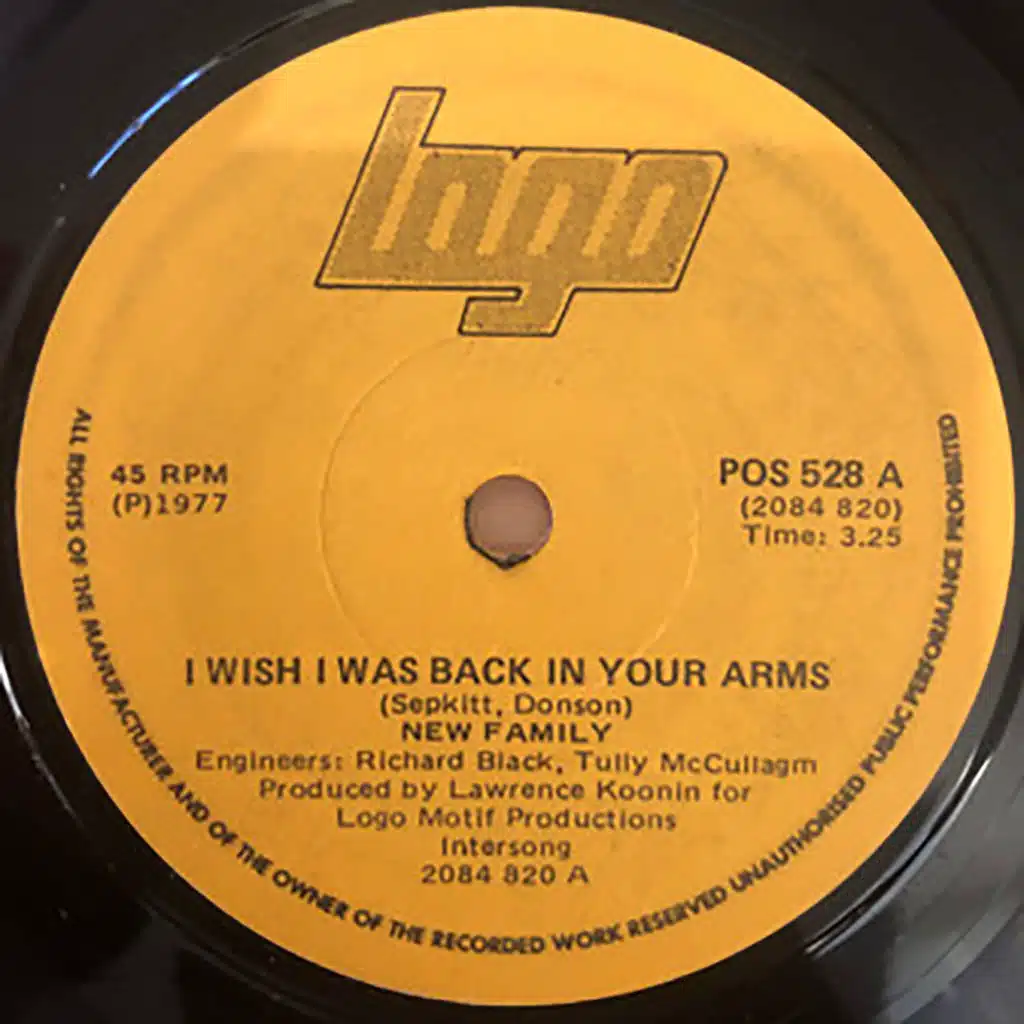 logo
45 RPM
(P)1977
POS 528 A
(2084 820)
Time: 3.25
I WISH I WAS BACK IN YOUR ARMS
(Sepkitt, Donson)
NEW FAMILY
Engineers: Richard Black, Tully McCullagm
Produced by Lawrence Koonin for
Logo Motif Productions
Intersong
2084 820 A
ALL RIGHTS OF THE MANUFACTURER AND OF THE OWNER OF THE RECORDED WORK RESERVED UNAUTHORISED PUBLIC PERFORMANCE PROHIBITED